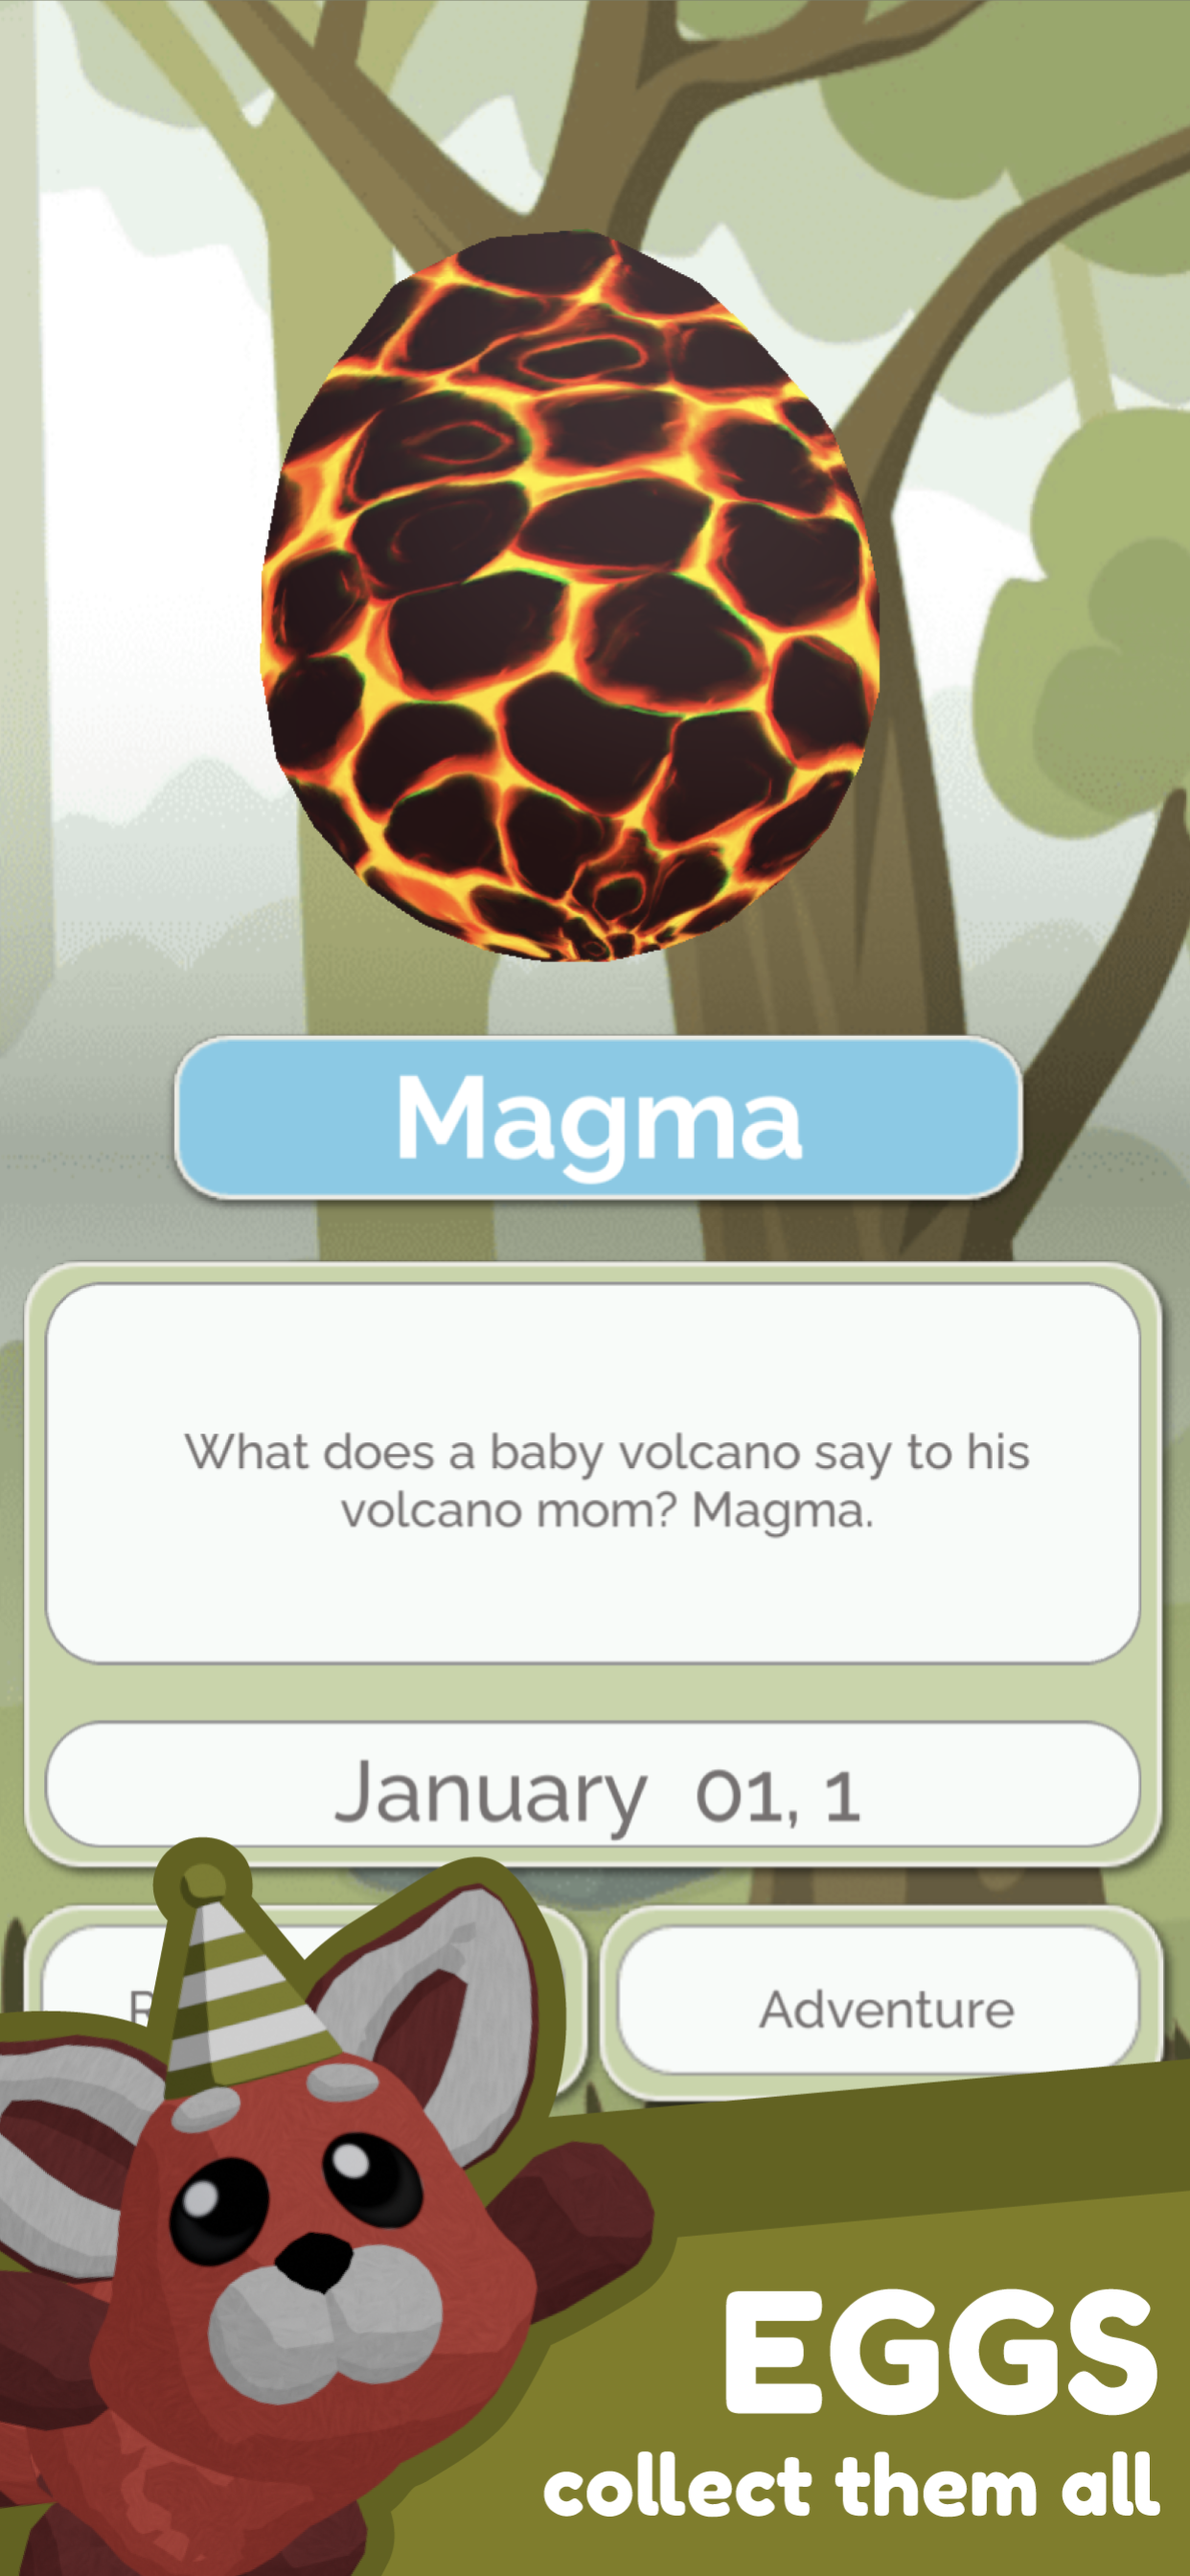 Magma
What does a baby volcano say to his
volcano mom? Magma.
January 01, 1
Adventure
EGGS
collect them all